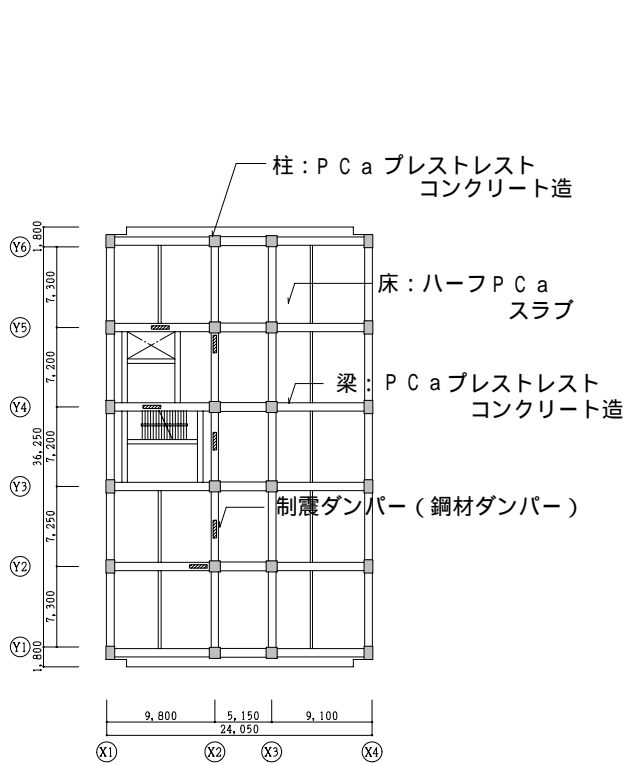 柱：ＰＣａプレストレスト
コンクリート造
床：ハーフＰＣａ
スラブ
梁：ＰＣａプレストレスト
コンクリート造
制震ダンパー（鋼材ダンパー）
Y6
Y5
Y4
Y3
Y2
Y1
1,800
7,300
7,200
7,200
7,250
7,300
1,800
36,250
9,800
5,150
9,100
24,050
X1
X2
X3
X4